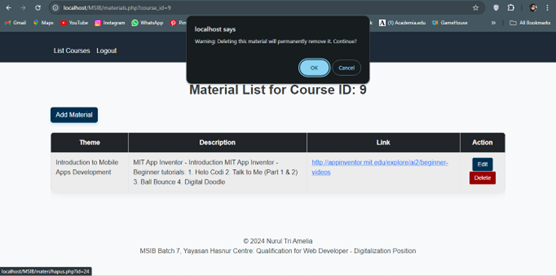 localhost/MSIB/materials.php?course_id=9
Gmail
Maps
YouTube
Instagram
WhatsApp
(1) Academia.edu
GameHouse
All Bookmarks
localhost says
Warning: Deleting this material will permanently remove it. Continue?
OK
Cancel
List Courses
Logout
Material List for Course ID: 9
Add Material
Theme
Description
Link
Action
Introduction to Mobile
Apps Development
MIT App Inventor - Introduction MIT App Inventor -
Beginner tutorials 1. Helo Codi 2. Talk to Me (Part 1 & 2)
3. Ball Bounce 4. Digital Doodle
http://appinventor.mit.edu/explore/ai2/beginner-
videos
Edit
Delete
© 2024 Nurul Tri Amelia
MSIB Batch 7, Yayasan Hasnur Centre: Qualification for Web Developer - Digitalization Position
localhost/MSIB/materi/hapus.php?id=24